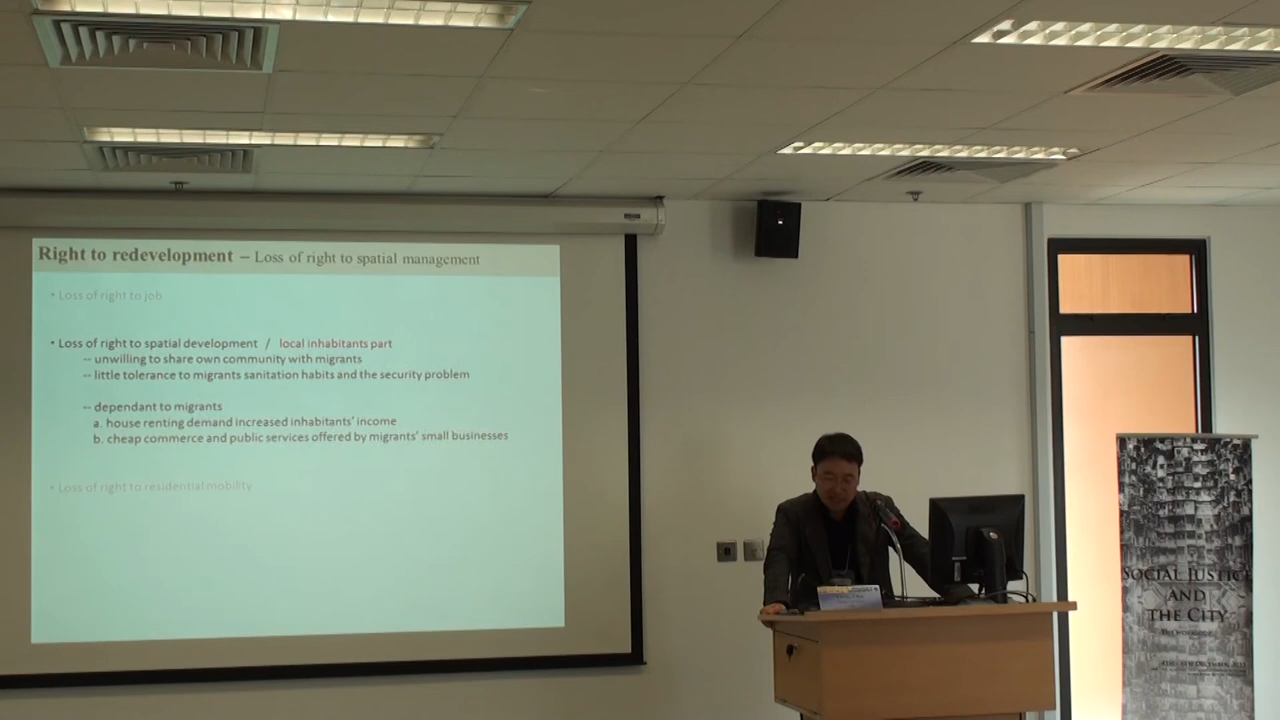 Right to redevelopment – Loss of right to spatial management
• Loss of right to job
• Loss of right to spatial development / local inhabitants part
-- unwilling to share own community with migrants
-- little tolerance to migrants sanitation habits and the security problem
-- dependant to migrants
a. house renting demand increased inhabitants' income
b. cheap commerce and public services offered by migrants' small businesses
• Loss of right to residential mobility
SOCIAL JUSTICE
AND
THE CITY